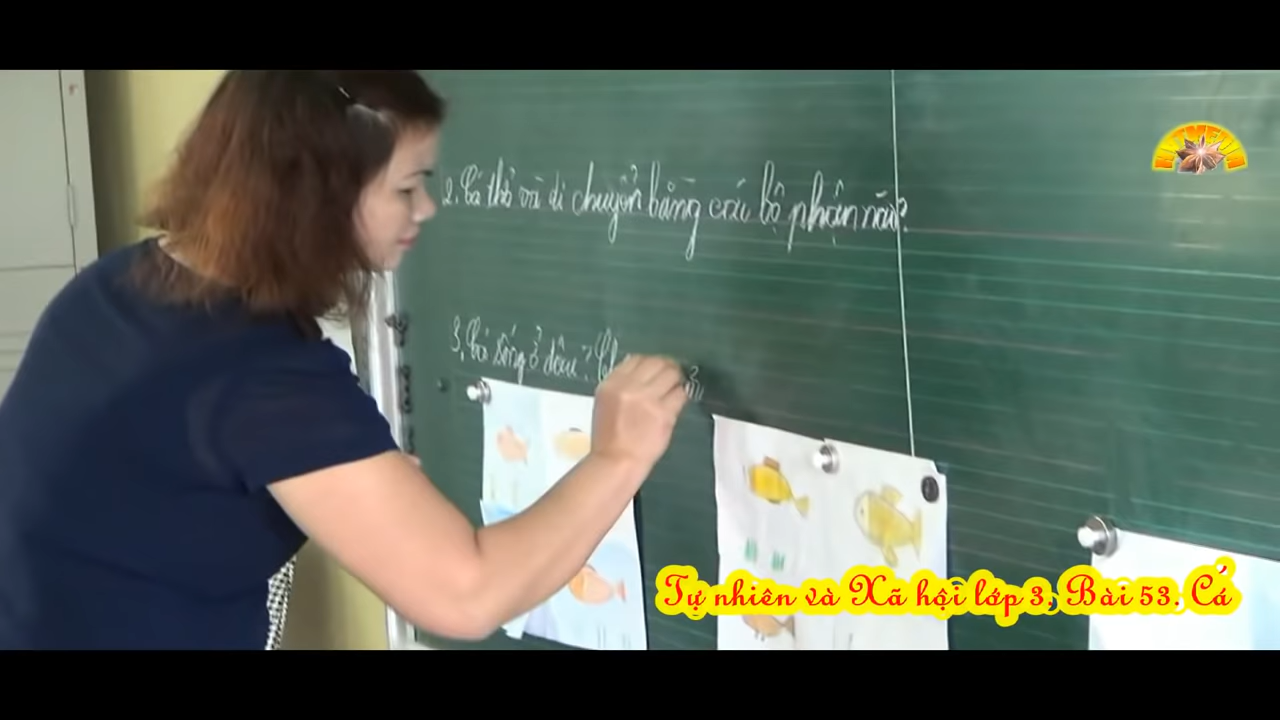 2. Cá thở và di chuyển bằng các bộ phận nào?
3. Cá sống ở đâu?
Tự nhiên và Xã hội lớp 3. Bài 53. Cá